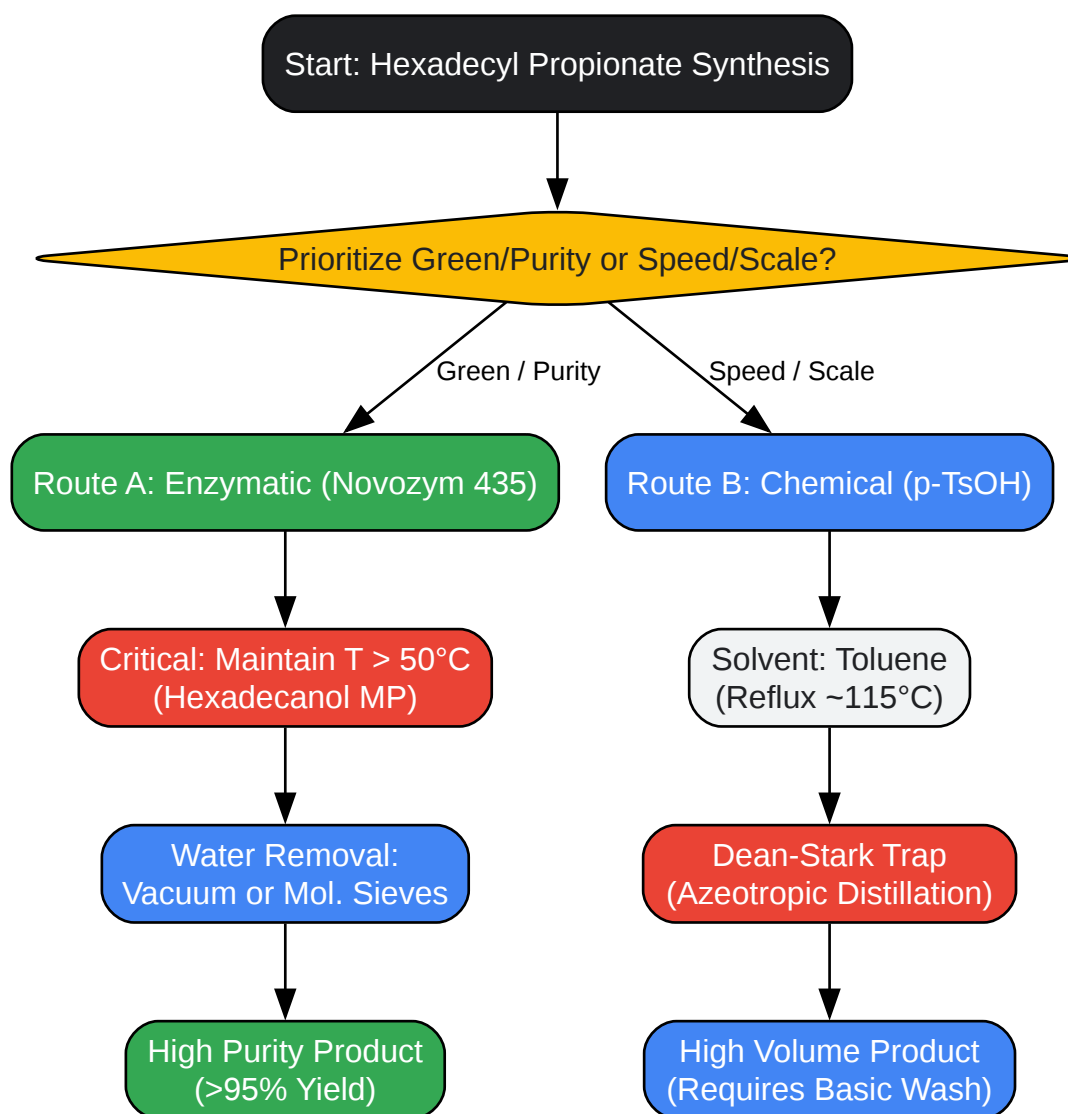 Start: Hexadecyl Propionate Synthesis
Prioritize Green/Purity or Speed/Scale?
Green / Purity
Speed / Scale
Route A: Enzymatic (Novozym 435)
Route B: Chemical (p-TsOH)
Critical: Maintain T > 50°C
(Hexadecanol MP)
Solvent: Toluene
(Reflux ~115°C)
Water Removal:
Vacuum or Mol. Sieves
Dean-Stark Trap
(Azeotropic Distillation)
High Purity Product
(>95% Yield)
High Volume Product
(Requires Basic Wash)